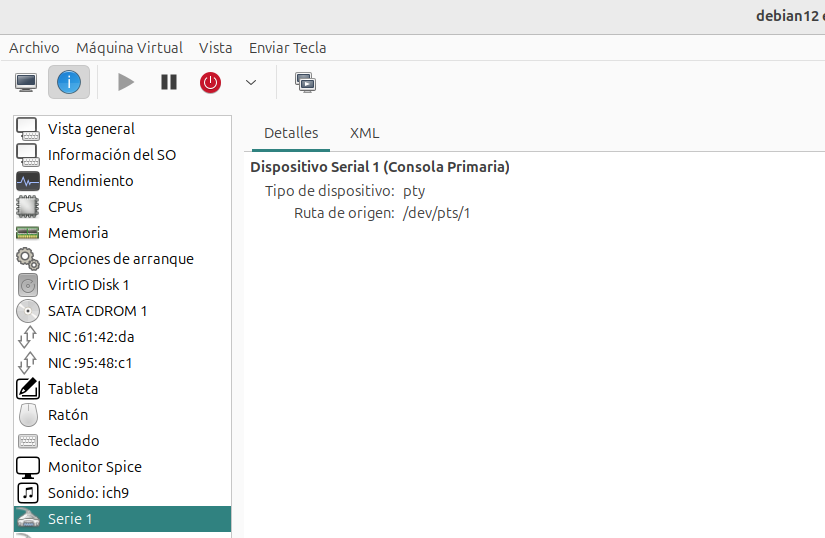 debian12
Archivo Máquina Virtual Vista Enviar Tecla
Vista general
Información del SO
Rendimiento
CPUs
Memoria
Opciones de arranque
VirtIO Disk 1
SATA CDROM 1
NIC :61:42:da
NIC :95:48:c1
Tableta
Ratón
Teclado
Monitor Spice
Sonido: ich9
Serie 1
Detalles XML
Dispositivo Serial 1 (Consola Primaria)
Tipo de dispositivo: pty
Ruta de origen: /dev/pts/1